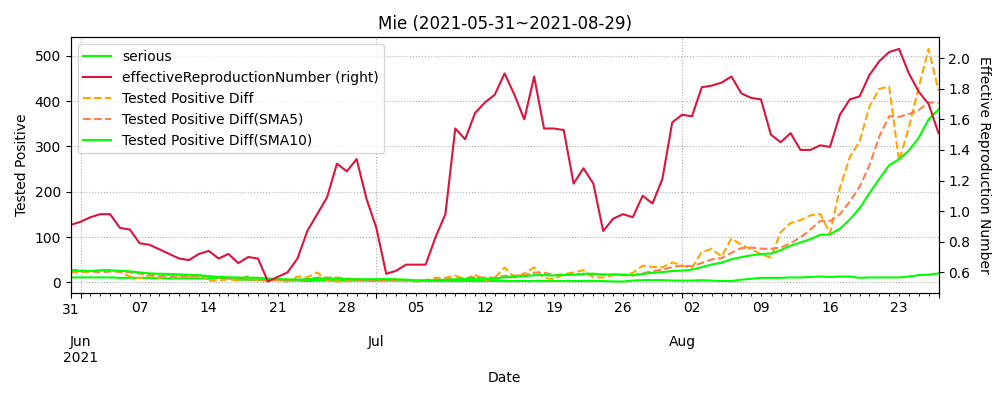 Mie (2021-05-31~2021-08-29)
serious
effectiveReproductionNumber (right)
Tested Positive Diff
Tested Positive Diff(SMA5)
Tested Positive Diff(SMA10)
Tested Positive
500
400
300
200
100
0
Effective Reproduction Number
2.0
1.8
1.6
1.4
1.2
1.0
0.8
0.6
31 07 14 21 28 05 12 19 26 02 09 16 23
Jun Jul Aug
2021
Date